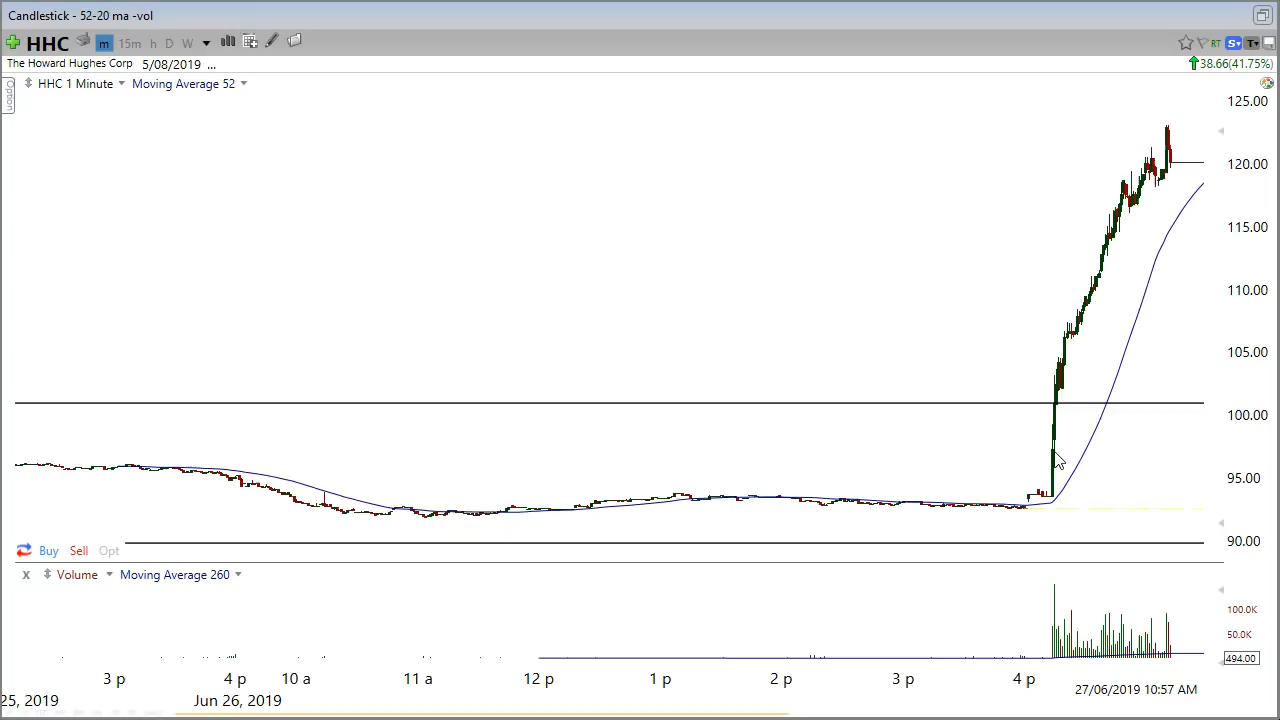 Candlestick - 52-20 ma -vol
HHC m 15m h D W RT S T
The Howard Hughes Corp 5/08/2019 ... 38.66(41.75%)
Option
HHC 1 Minute Moving Average 52
125.00
120.00
115.00
110.00
105.00
100.00
95.00
90.00
Buy Sell Opt
x Volume Moving Average 260
100.0K
50.0K
494.00
3 p 4 p 10 a 11 a 12 p 1 p 2 p 3 p 4 p
27/06/2019 10:57 AM
25, 2019 Jun 26, 2019